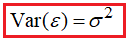 Var(ε) = σ²